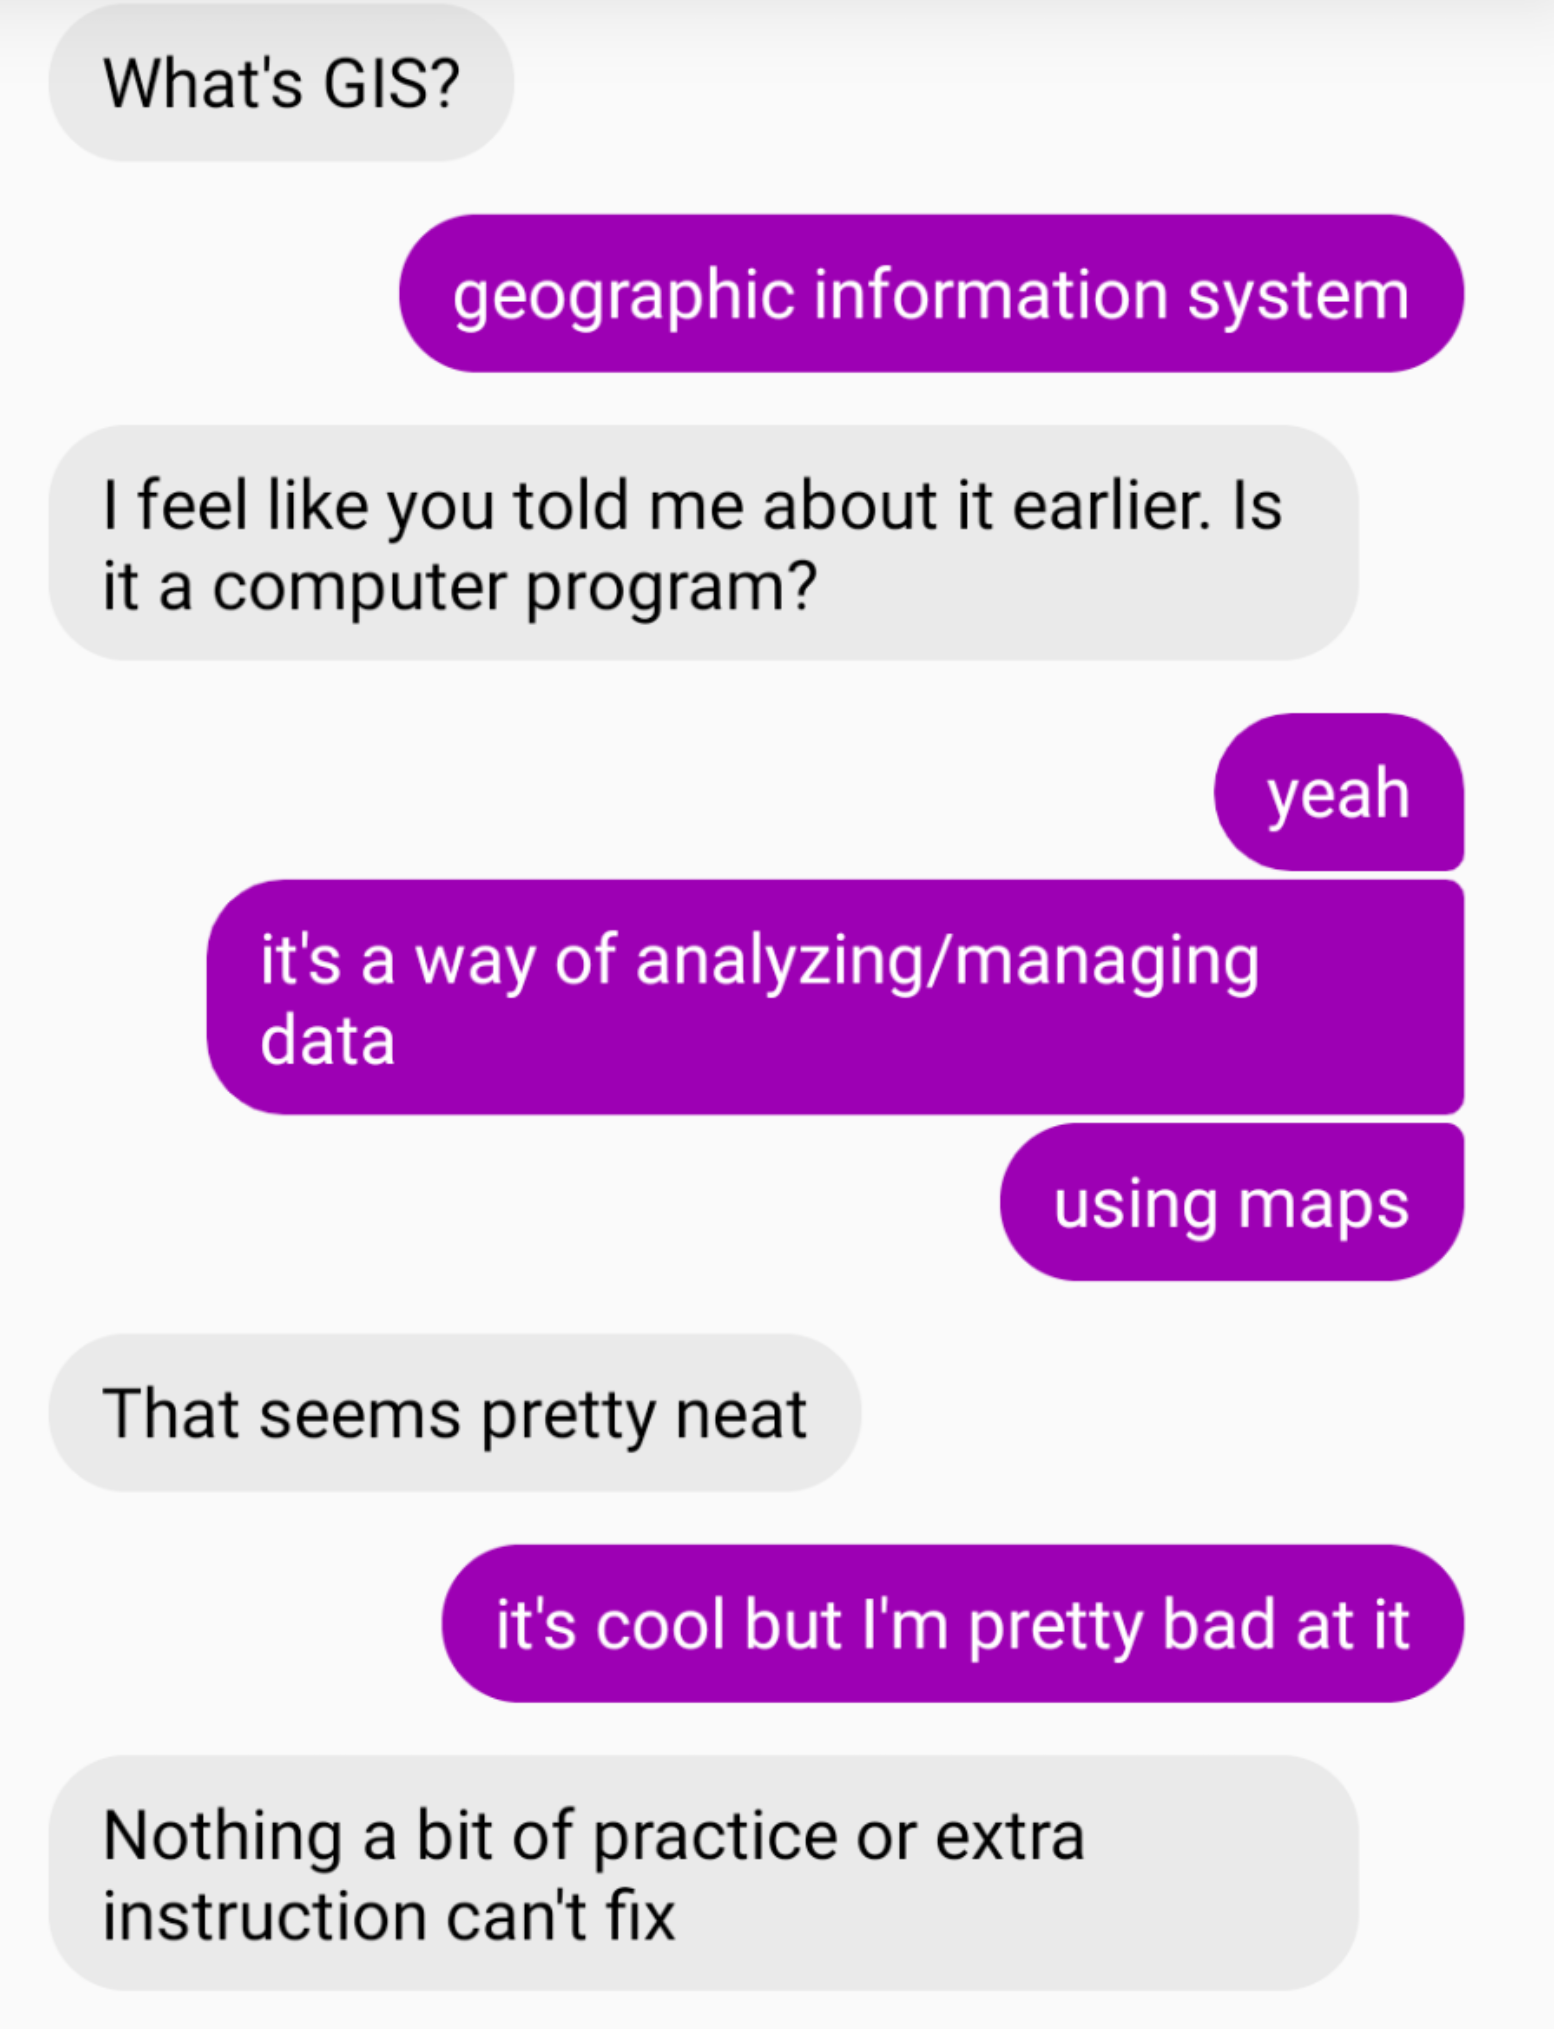 What's GIS?
geographic information system
I feel like you told me about it earlier. Is
it a computer program?
yeah
it's a way of analyzing/managing
data
using maps
That seems pretty neat
it's cool but I'm pretty bad at it
Nothing a bit of practice or extra
instruction can't fix